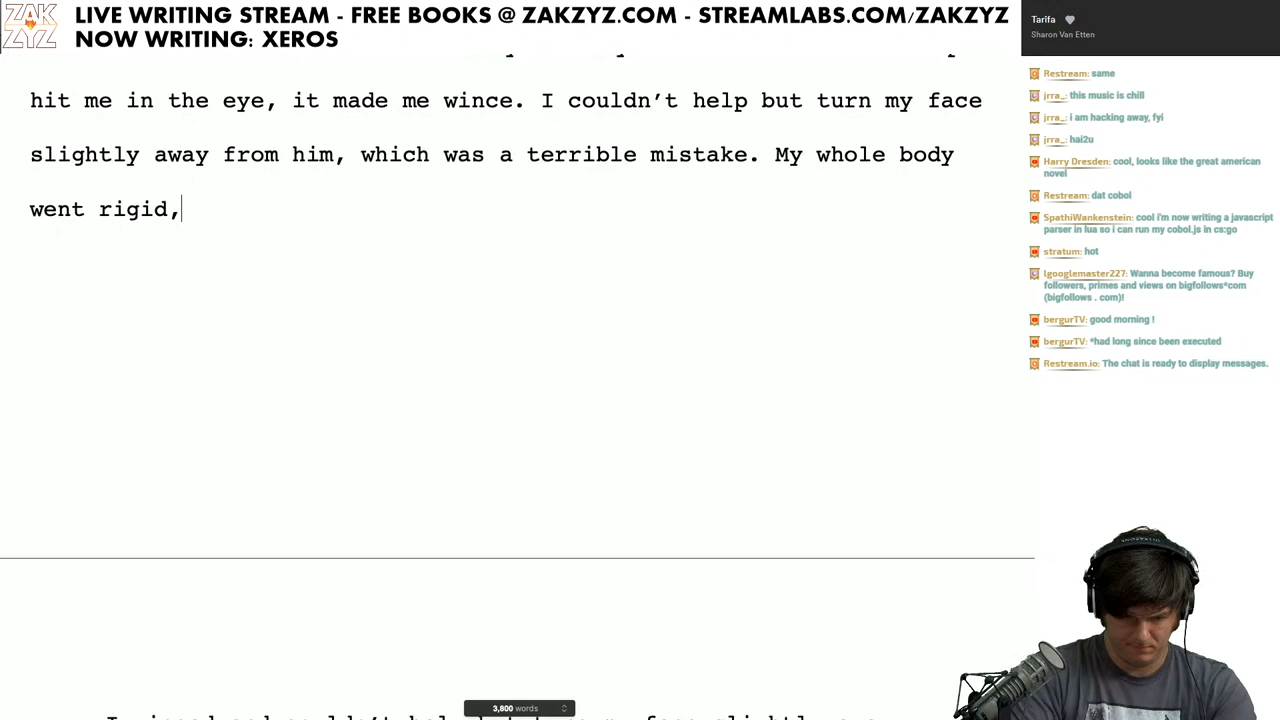 ZAK
ZYZ
LIVE WRITING STREAM - FREE BOOKS @ ZAKZYZ.COM - STREAMLABS.COM/ZAKZYZ
NOW WRITING: XEROS
Tarifa
Sharon Van Etten
hit me in the eye, it made me wince. I couldn’t help but turn my face
slightly away from him, which was a terrible mistake. My whole body
went rigid,
3,800 words
Restream: same
jrra_: this music is chill
jrra_: i am hacking away, fyi
jrra_: hai2u
Harry Dresden: cool, looks like the great american
novel
Restream: dat cobol
SpathiWankenstein: cool i'm now writing a javascript
parser in lua so i can run my cobol.js in cs:go
stratum: hot
lgooglemaster227: Wanna become famous? Buy
followers, primes and views on bigfollows*com
(bigfollows . com)!
bergurTV: good morning !
bergurTV: *had long since been executed
Restream.io: The chat is ready to display messages.